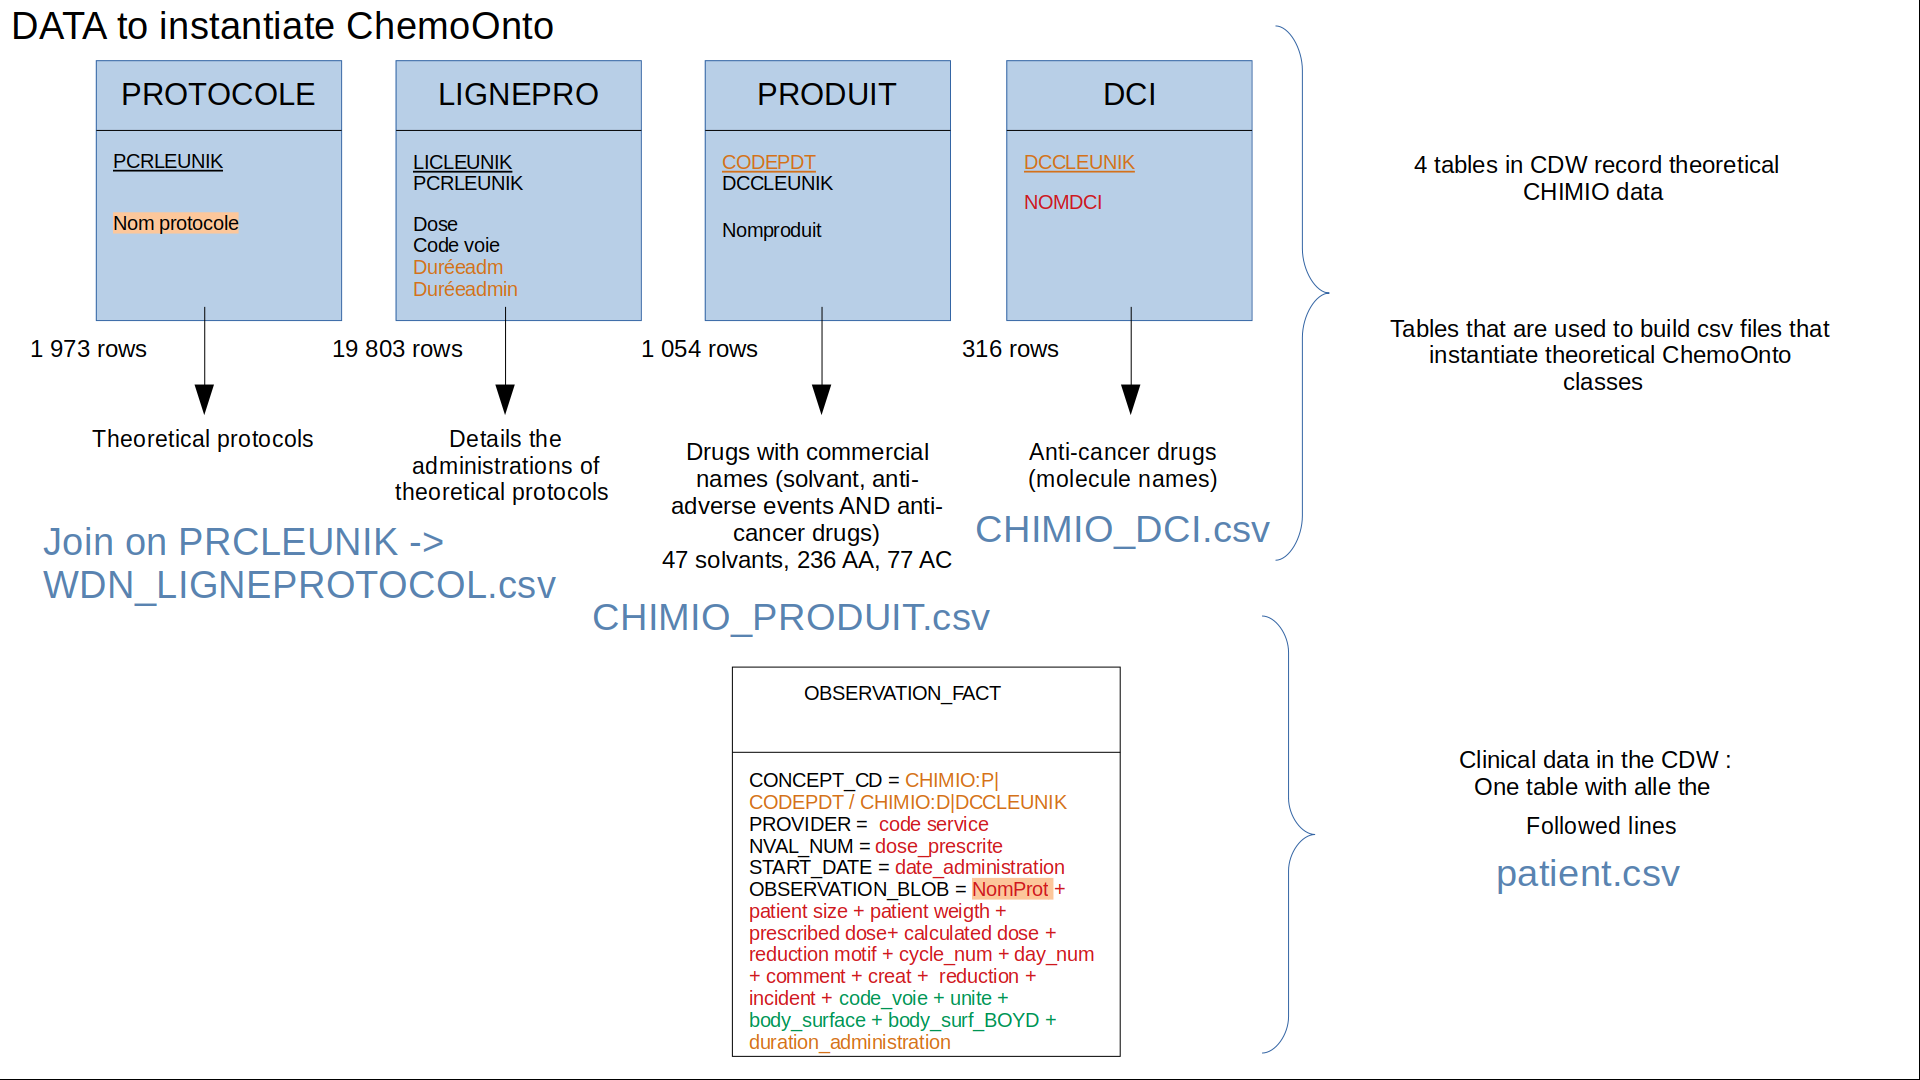 DATA to instantiate ChemoOnto
PROTOCOLE
PCRLEUNIK
Nom protocole
1 973 rows
Theoretical protocols
LIGNEPRO
LICLEUNIK
PCRLEUNIK
Dose
Code voie
Duréeadm
Duréeadmin
19 803 rows
Details the
administrations of
theoretical protocols
Join on PRCLEUNIK ->
WDN_LIGNEPROTOCOL.csv
PRODUIT
CODEPDT
DCCLEUNIK
Nomproduit
1 054 rows
Drugs with commercial
names (solvant, anti-
adverse events AND anti-
cancer drugs)
47 solvants, 236 AA, 77 AC
CHIMIO_PRODUIT.csv
DCI
DCCLEUNIK
NOMDCI
316 rows
Anti-cancer drugs
(molecule names)
CHIMIO_DCI.csv
4 tables in CDW record theoretical
CHIMIO data
Tables that are used to build csv files that
instantiate theoretical ChemoOnto
classes
OBSERVATION_FACT
CONCEPT_CD = CHIMIO:P|
CODEPDT / CHIMIO:D|DCCLEUNIK
PROVIDER =  code service
NVAL_NUM = dose_prescrite
START_DATE = date_administration
OBSERVATION_BLOB = NomProt +
patient size + patient weigth +
prescribed dose+ calculated dose +
reduction motif + cycle_num + day_num
+ comment + creat +  reduction +
incident + code_voie + unite +
body_surface + body_surf_BOYD +
duration_administration
Clinical data in the CDW :
One table with alle the
Followed lines
patient.csv